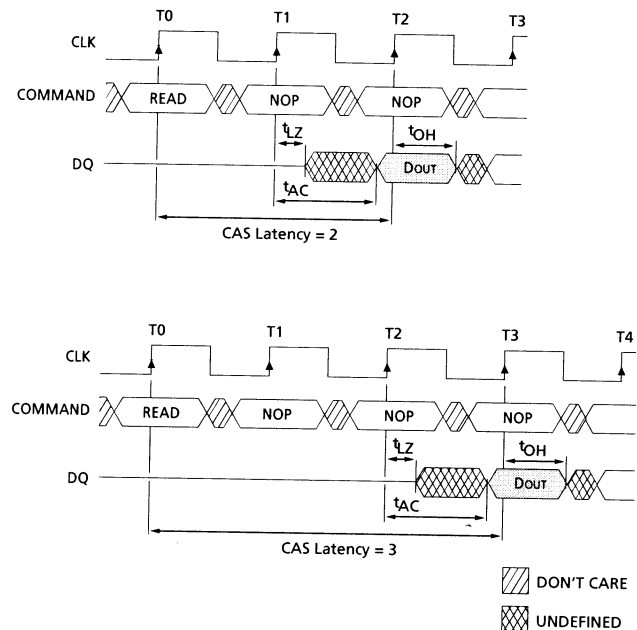 T0 T1 T2 T3
CLK
COMMAND READ NOP NOP
tLZ tOH
DQ DOUT
tAC
CAS Latency = 2
T0 T1 T2 T3 T4
CLK
COMMAND READ NOP NOP NOP
tLZ tOH
DQ DOUT
tAC
CAS Latency = 3
DON'T CARE
UNDEFINED